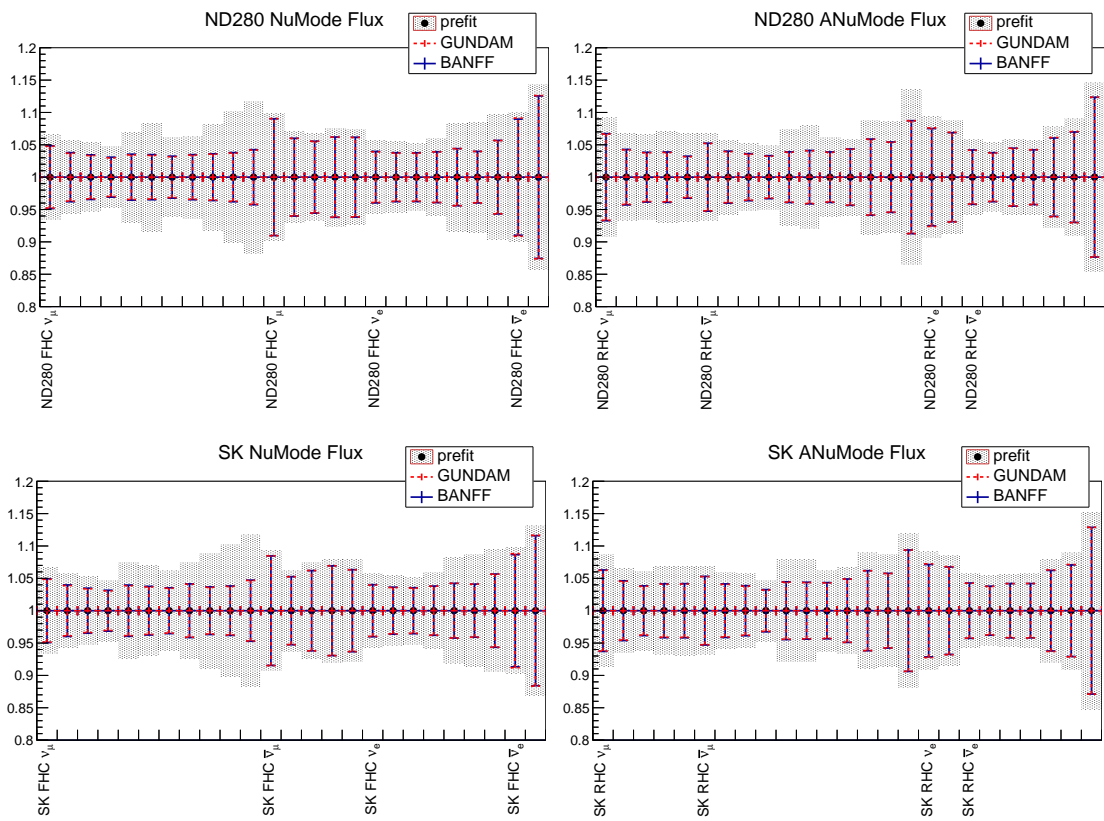 ND280 NuMode Flux
prefit
GUNDAM
BANFF
1.2
1.15
1.1
1.05
1
0.95
0.9
0.85
0.8
ND280 FHC ν_μ
ND280 FHC ν̅_μ
ND280 FHC ν_e
ND280 FHC ν̅_e
ND280 ANuMode Flux
prefit
GUNDAM
BANFF
1.2
1.15
1.1
1.05
1
0.95
0.9
0.85
0.8
ND280 RHC ν_μ
ND280 RHC ν̅_μ
ND280 RHC ν_e
ND280 RHC ν̅_e
SK NuMode Flux
prefit
GUNDAM
BANFF
1.2
1.15
1.1
1.05
1
0.95
0.9
0.85
0.8
SK FHC ν_μ
SK FHC ν̅_μ
SK FHC ν_e
SK FHC ν̅_e
SK ANuMode Flux
prefit
GUNDAM
BANFF
1.2
1.15
1.1
1.05
1
0.95
0.9
0.85
0.8
SK RHC ν_μ
SK RHC ν̅_μ
SK RHC ν_e
SK RHC ν̅_e